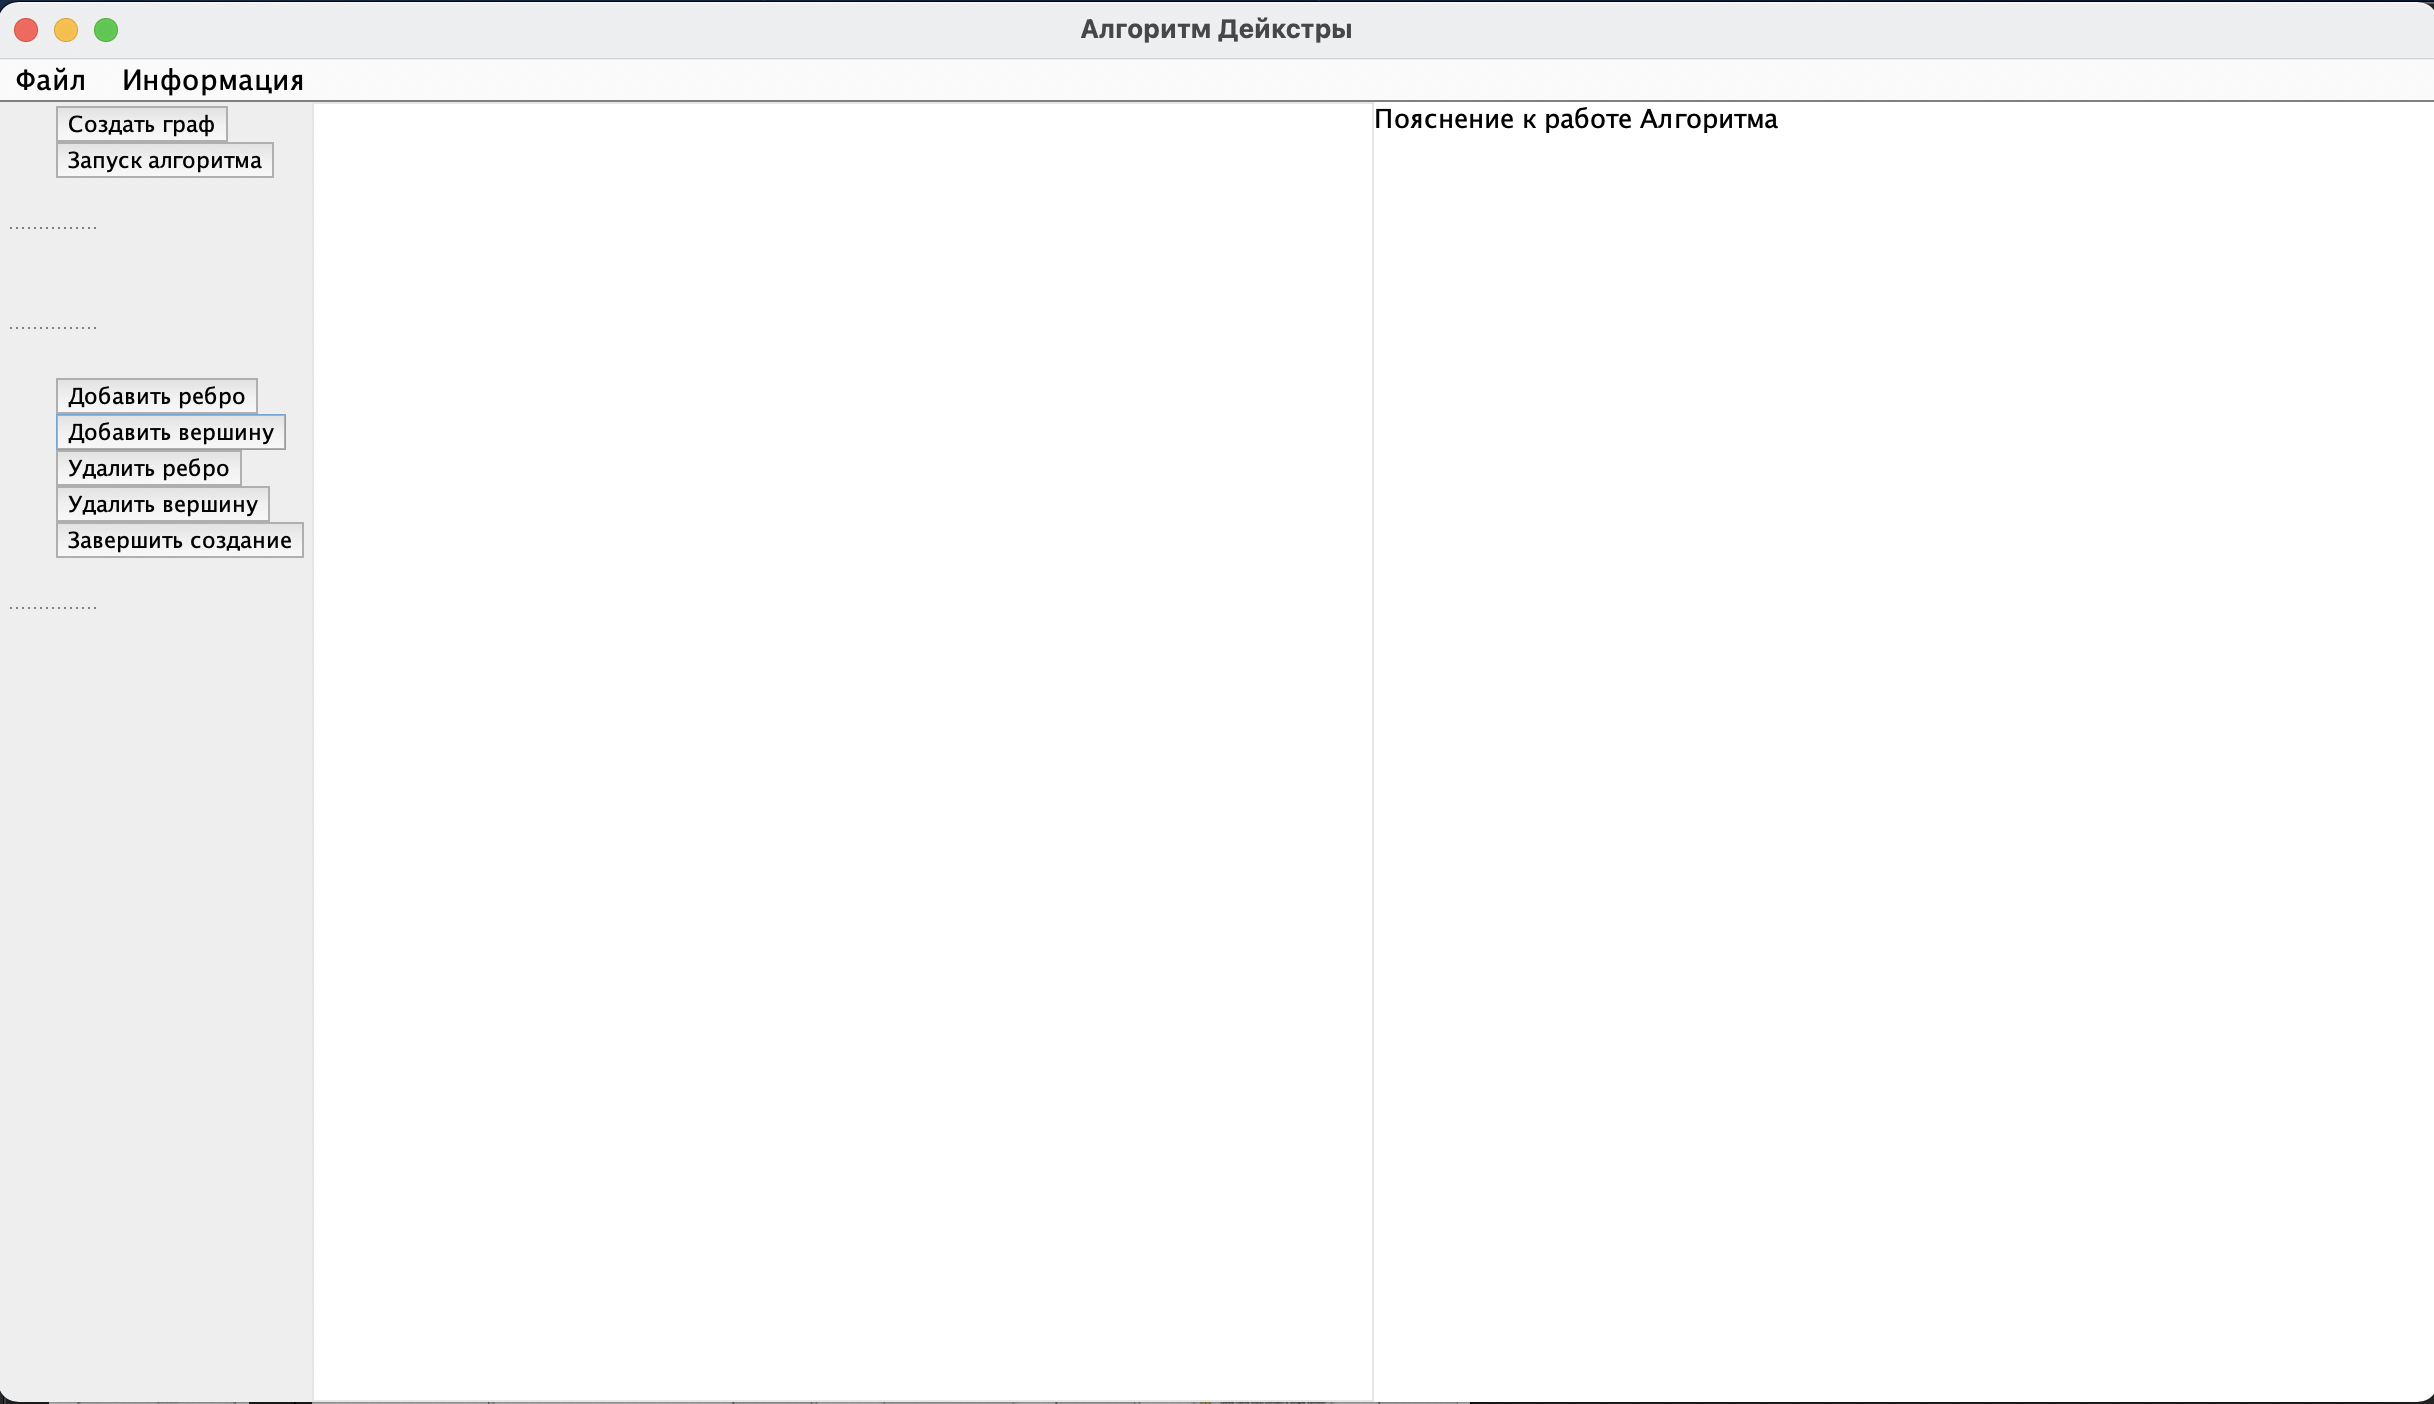 Алгоритм Дейкстры
Файл Информация
Создать граф
Запуск алгоритма
Добавить ребро
Добавить вершину
Удалить ребро
Удалить вершину
Завершить создание
Пояснение к работе Алгоритма